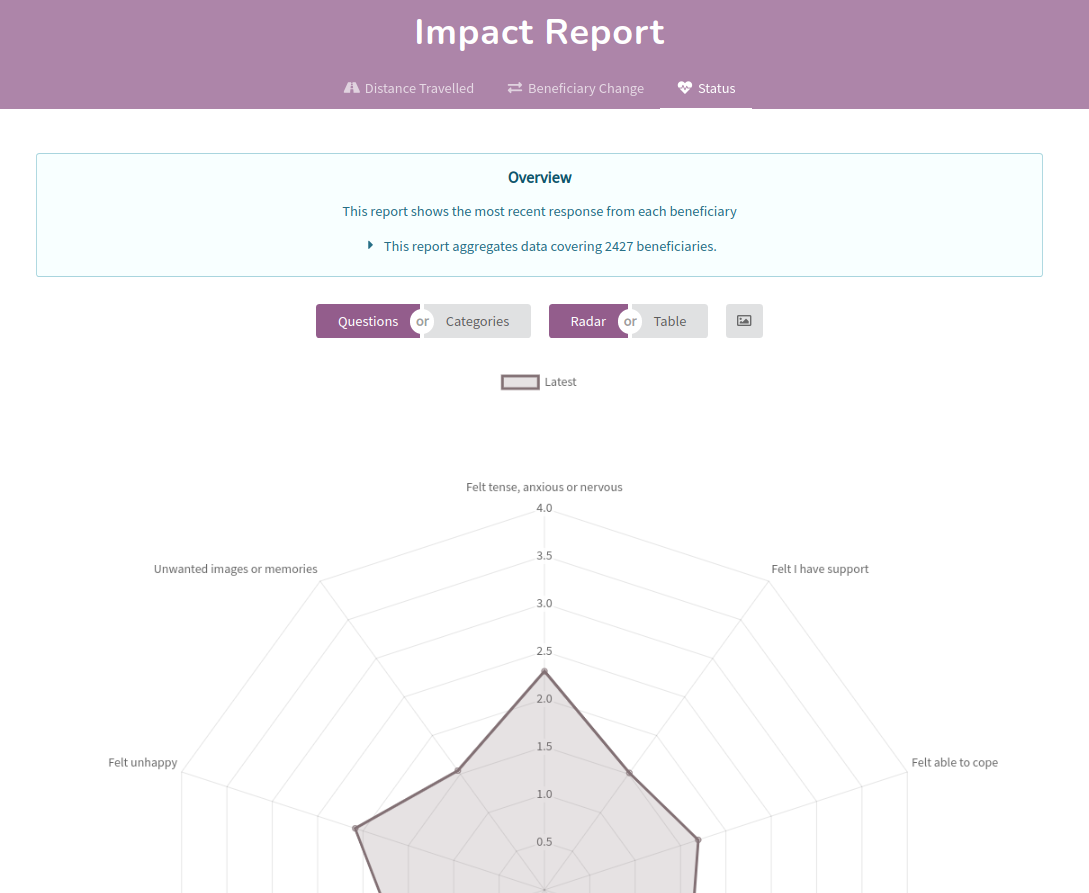 Impact Report
Distance Travelled Beneficiary Change Status
Overview
This report shows the most recent response from each beneficiary
This report aggregates data covering 2427 beneficiaries.
Questions or Categories Radar or Table
Latest
Felt tense, anxious or nervous
4.0
3.5
Unwanted images or memories Felt I have support
3.0
2.5
2.0
1.5
Felt unhappy Felt able to cope
1.0
0.5